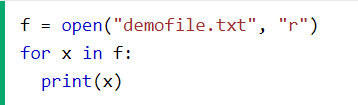 f = open("demofile.txt", "r")
for x in f:
  print(x)